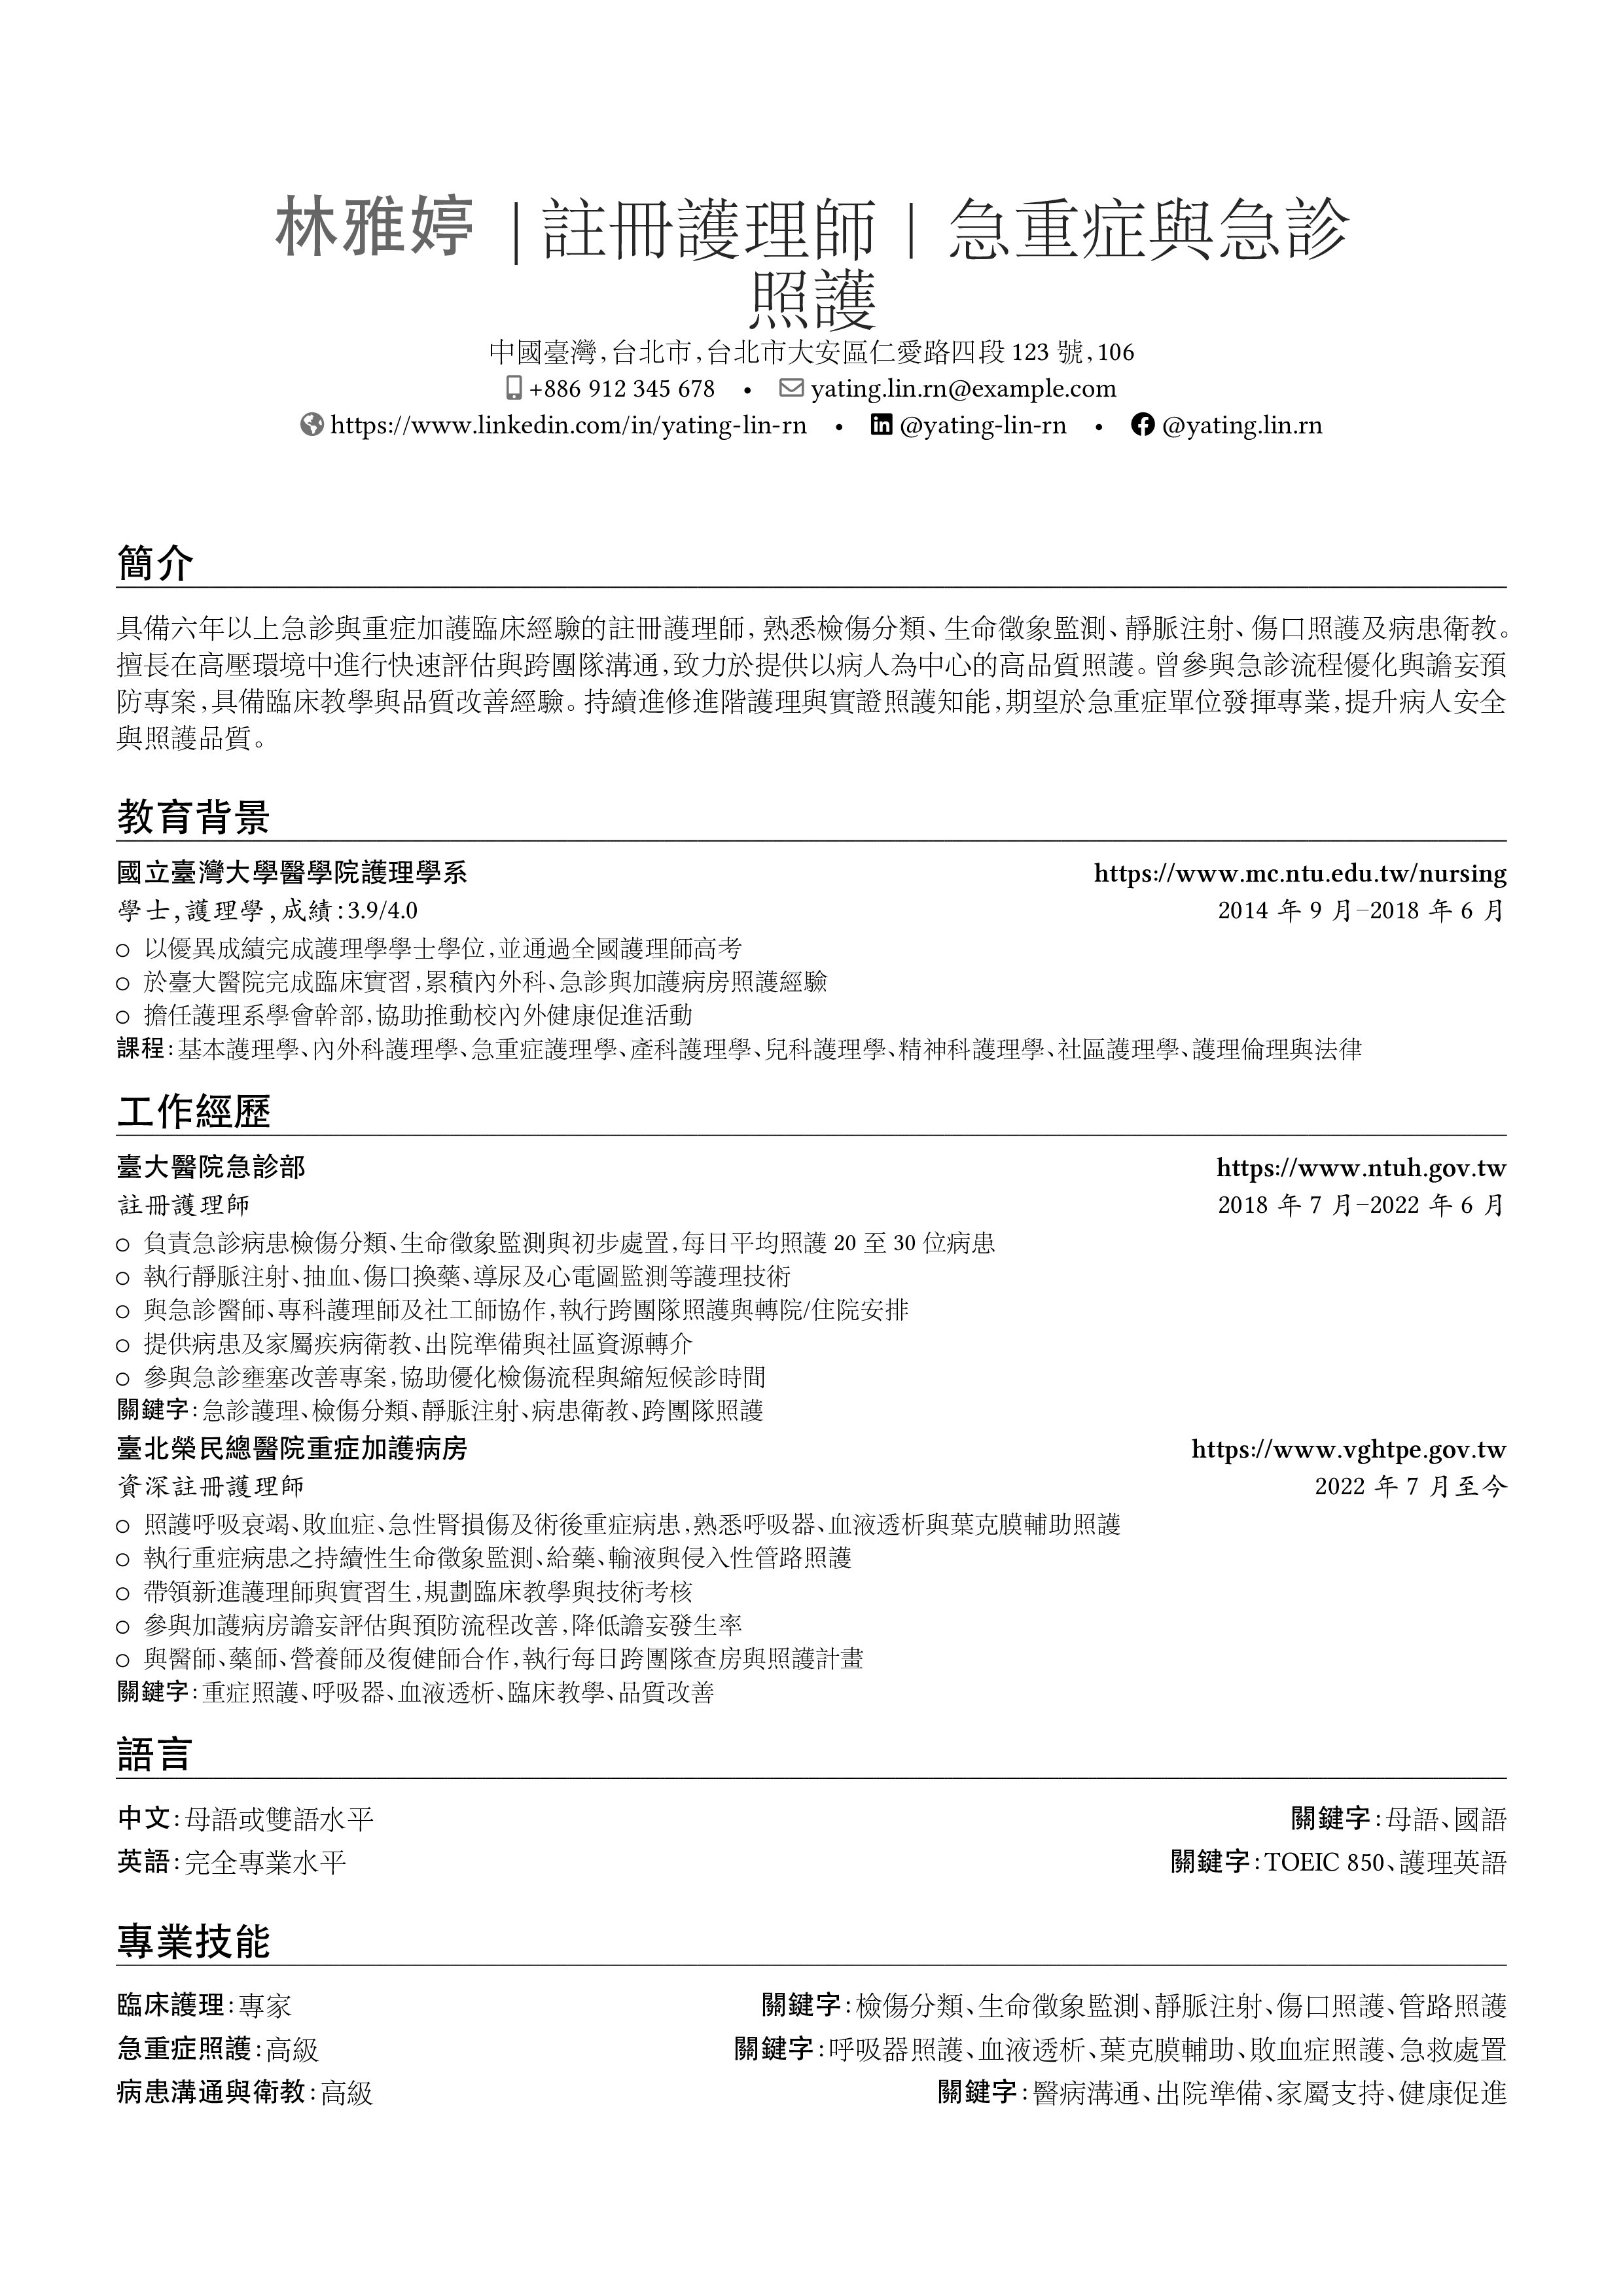 林雅婷 | 註冊護理師 | 急重症與急診
照護
中國臺灣,台北市,台北市大安區仁愛路四段 123 號,106
+886 912 345 678 • yating.lin.rn@example.com
https://www.linkedin.com/in/yating-lin-rn • @yating-lin-rn • @yating.lin.rn
簡介
具備六年以上急診與重症加護臨床經驗的註冊護理師,熟悉檢傷分類、生命徵象監測、靜脈注射、傷口照護及病患衛教。
擅長在高壓環境中進行快速評估與跨團隊溝通,致力於提供以病人為中心的高品質照護。曾參與急診流程優化與譫妄預
防專案,具備臨床教學與品質改善經驗。持續進修進階護理與實證照護知能,期望於急重症單位發揮專業,提升病人安全
與照護品質。
教育背景
國立臺灣大學醫學院護理學系 https://www.mc.ntu.edu.tw/nursing
學士,護理學,成績:3.9/4.0 2014 年 9 月–2018 年 6 月
○ 以優異成績完成護理學學士學位,並通過全國護理師高考
○ 於臺大醫院完成臨床實習,累積內外科、急診與加護病房照護經驗
○ 擔任護理系學會幹部,協助推動校內外健康促進活動
課程:基本護理學、內外科護理學、急重症護理學、產科護理學、兒科護理學、精神科護理學、社區護理學、護理倫理與法律
工作經歷
臺大醫院急診部 https://www.ntuh.gov.tw
註冊護理師 2018 年 7 月–2022 年 6 月
○ 負責急診病患檢傷分類、生命徵象監測與初步處置,每日平均照護 20 至 30 位病患
○ 執行靜脈注射、抽血、傷口換藥、導尿及心電圖監測等護理技術
○ 與急診醫師、專科護理師及社工師協作,執行跨團隊照護與轉院/住院安排
○ 提供病患及家屬疾病衛教、出院準備與社區資源轉介
○ 參與急診壅塞改善專案,協助優化檢傷流程與縮短候診時間
關鍵字:急診護理、檢傷分類、靜脈注射、病患衛教、跨團隊照護
臺北榮民總醫院重症加護病房 https://www.vghtpe.gov.tw
資深註冊護理師 2022 年 7 月至今
○ 照護呼吸衰竭、敗血症、急性腎損傷及術後重症病患,熟悉呼吸器、血液透析與葉克膜輔助照護
○ 執行重症病患之持續性生命徵象監測、給藥、輸液與侵入性管路照護
○ 帶領新進護理師與實習生,規劃臨床教學與技術考核
○ 參與加護病房譫妄評估與預防流程改善,降低譫妄發生率
○ 與醫師、藥師、營養師及復健師合作,執行每日跨團隊查房與照護計畫
關鍵字:重症照護、呼吸器、血液透析、臨床教學、品質改善
語言
中文:母語或雙語水平 關鍵字:母語、國語
英語:完全專業水平 關鍵字:TOEIC 850、護理英語
專業技能
臨床護理:專家 關鍵字:檢傷分類、生命徵象監測、靜脈注射、傷口照護、管路照護
急重症照護:高級 關鍵字:呼吸器照護、血液透析、葉克膜輔助、敗血症照護、急救處置
病患溝通與衛教:高級 關鍵字:醫病溝通、出院準備、家屬支持、健康促進